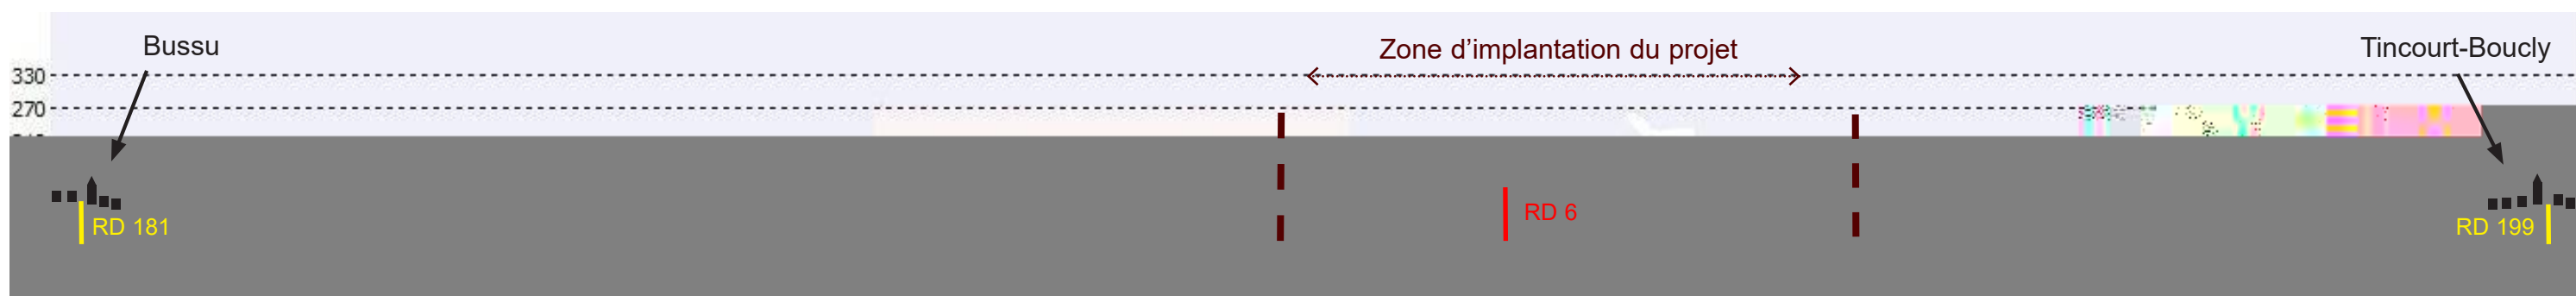 Bussu
Zone d’implantation du projet
Tincourt-Boucly
330
270
RD 181
RD 6
RD 199